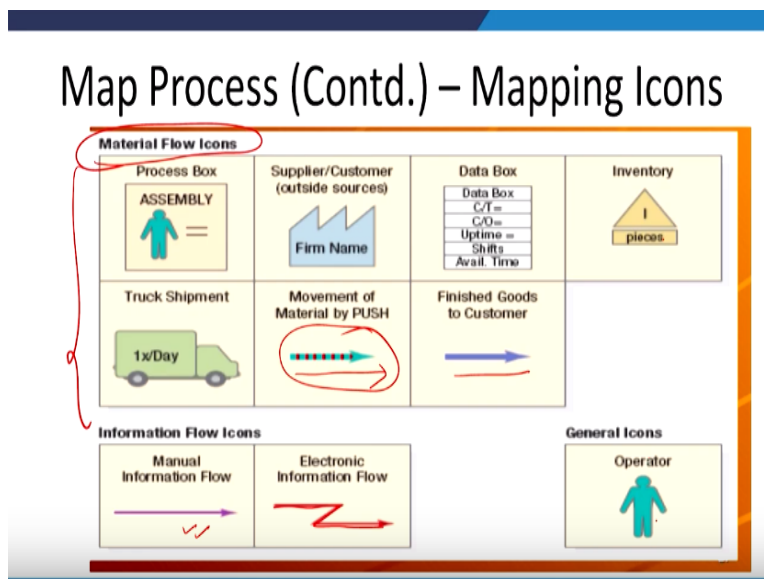 Map Process (Contd.) – Mapping Icons
Material Flow Icons
Process Box
ASSEMBLY
Supplier/Customer
(outside sources)
Firm Name
Data Box
Data Box
C/T=
C/O=
Uptime =
Shifts
Avail. Time
Inventory
I
pieces
Truck Shipment
1x/Day
Movement of
Material by PUSH
Finished Goods
to Customer
Information Flow Icons
Manual
Information Flow
Electronic
Information Flow
General Icons
Operator